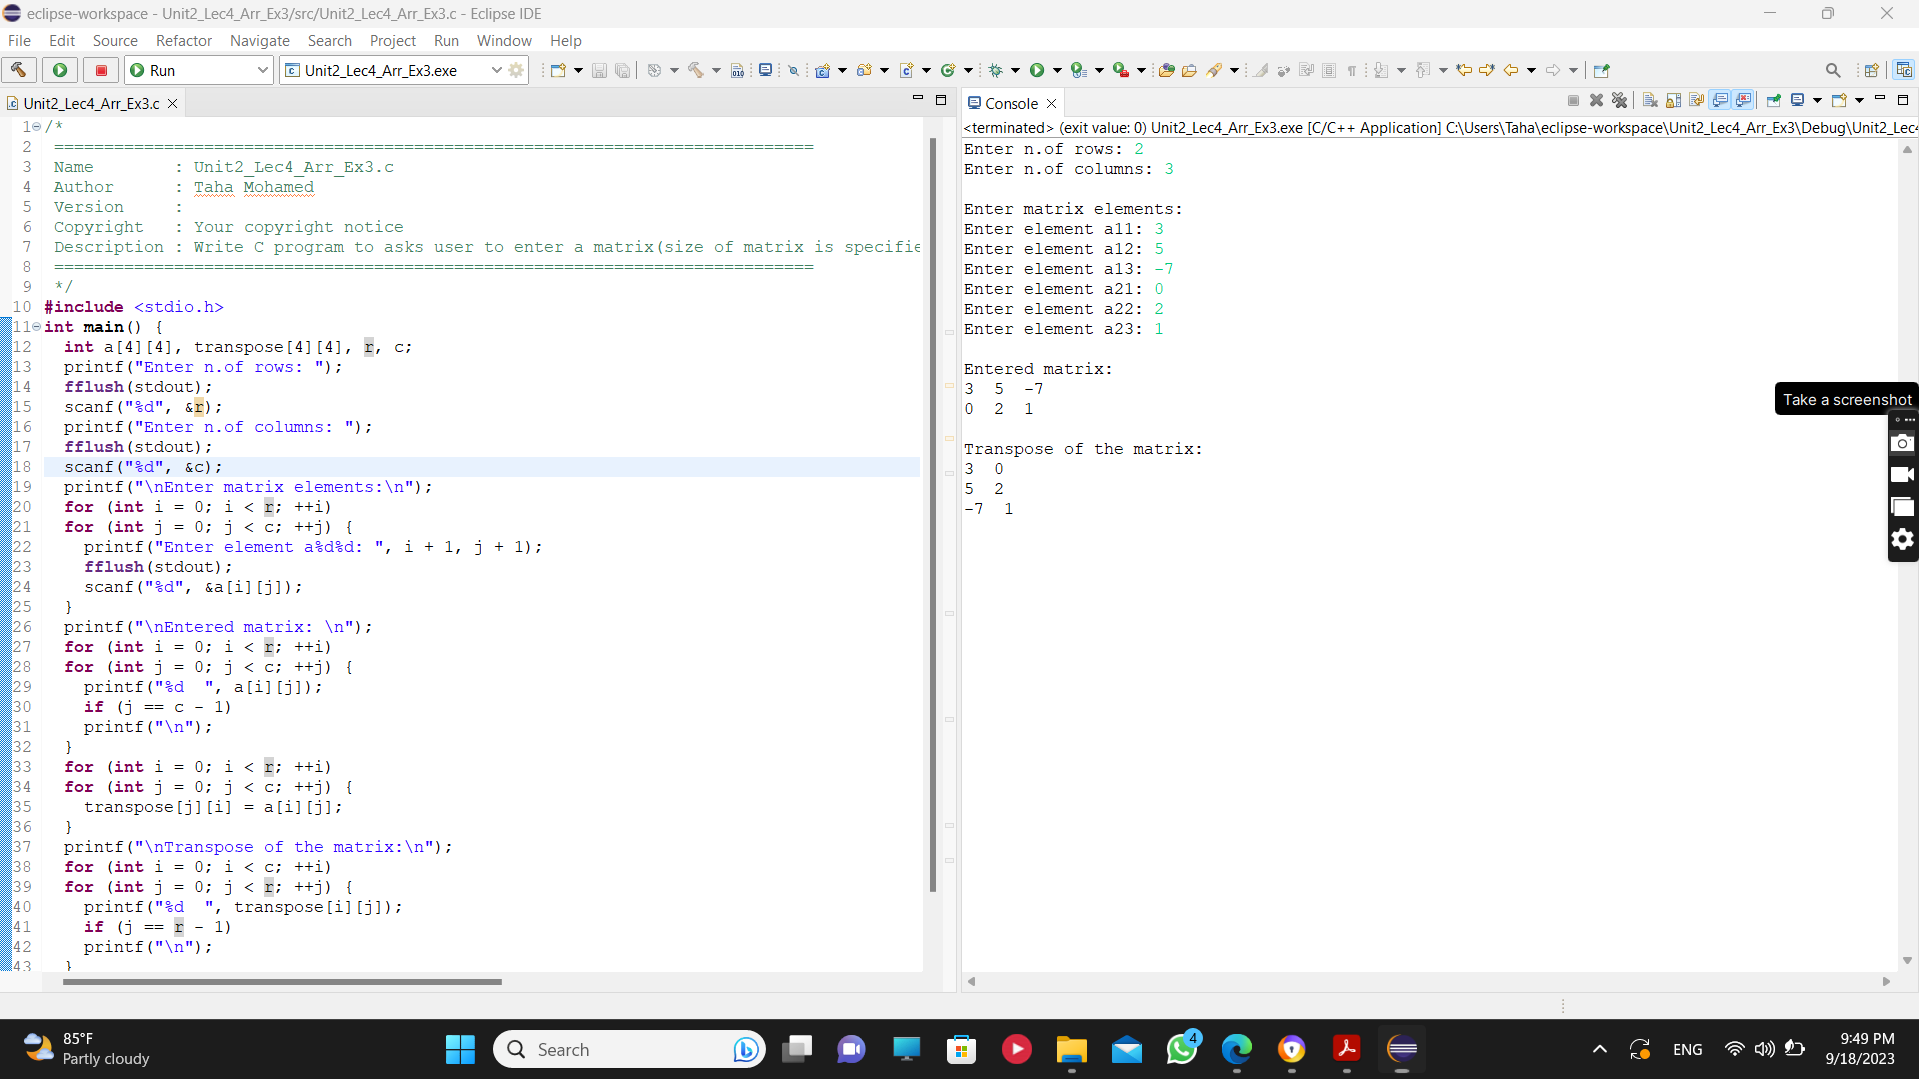 eclipse-workspace - Unit2_Lec4_Arr_Ex3/src/Unit2_Lec4_Arr_Ex3.c - Eclipse IDE
File Edit Source Refactor Navigate Search Project Run Window Help
Run
Unit2_Lec4_Arr_Ex3.exe
Unit2_Lec4_Arr_Ex3.c
1 /*
2 ============================================================================
3 Name        : Unit2_Lec4_Arr_Ex3.c
4 Author      : Taha Mohamed
5 Version     :
6 Copyright   : Your copyright notice
7 Description : Write C program to asks user to enter a matrix(size of matrix is specifie
8 ============================================================================
9 */
10 #include <stdio.h>
11 int main() {
12   int a[4][4], transpose[4][4], r, c;
13   printf("Enter n.of rows: ");
14   fflush(stdout);
15   scanf("%d", &r);
16   printf("Enter n.of columns: ");
17   fflush(stdout);
18   scanf("%d", &c);
19   printf("\nEnter matrix elements:\n");
20   for (int i = 0; i < r; ++i)
21   for (int j = 0; j < c; ++j) {
22     printf("Enter element a%d%d: ", i + 1, j + 1);
23     fflush(stdout);
24     scanf("%d", &a[i][j]);
25   }
26   printf("\nEntered matrix: \n");
27   for (int i = 0; i < r; ++i)
28   for (int j = 0; j < c; ++j) {
29     printf("%d  ", a[i][j]);
30     if (j == c - 1)
31     printf("\n");
32   }
33   for (int i = 0; i < r; ++i)
34   for (int j = 0; j < c; ++j) {
35     transpose[j][i] = a[i][j];
36   }
37   printf("\nTranspose of the matrix:\n");
38   for (int i = 0; i < c; ++i)
39   for (int j = 0; j < r; ++j) {
40     printf("%d  ", transpose[i][j]);
41     if (j == r - 1)
42     printf("\n");
43   }
Console
<terminated> (exit value: 0) Unit2_Lec4_Arr_Ex3.exe [C/C++ Application] C:\Users\Taha\eclipse-workspace\Unit2_Lec4_Arr_Ex3\Debug\Unit2_Lec4
Enter n.of rows: 2
Enter n.of columns: 3
Enter matrix elements:
Enter element a11: 3
Enter element a12: 5
Enter element a13: -7
Enter element a21: 0
Enter element a22: 2
Enter element a23: 1
Entered matrix:
3  5  -7
0  2  1
Transpose of the matrix:
3  0
5  2
-7  1
Take a screenshot
85°F
Partly cloudy
Search
4
ENG
9:49 PM
9/18/2023